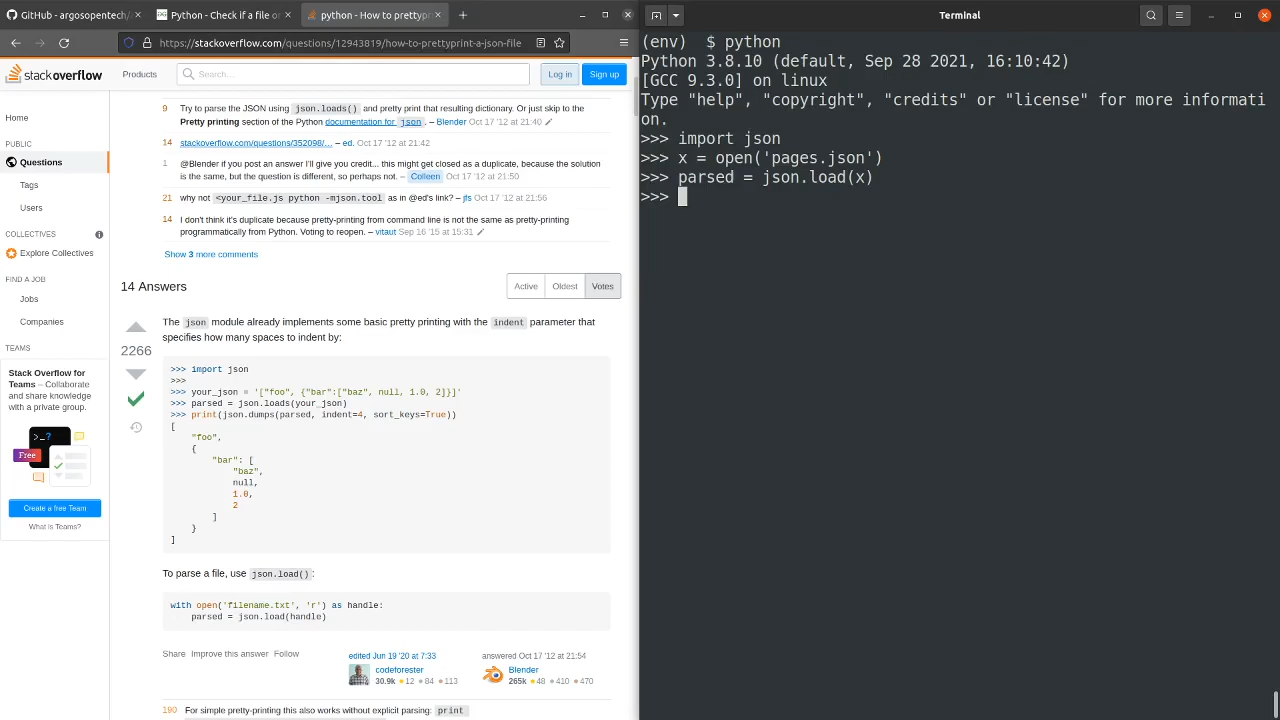 GitHub - argosopentech/
Python - Check if a file or
python - How to prettypr
https://stackoverflow.com/questions/12943819/how-to-prettyprint-a-json-file
stackoverflow
Products
Search…
Log in
Sign up
Home
PUBLIC
Questions
Tags
Users
COLLECTIVES
Explore Collectives
FIND A JOB
Jobs
Companies
TEAMS
Stack Overflow for
Teams – Collaborate
and share knowledge
with a private group.
>_?
Free
Create a free Team
What is Teams?
9 Try to parse the JSON using json.loads() and pretty print that resulting dictionary. Or just skip to the
Pretty printing section of the Python documentation for json. – Blender Oct 17 '12 at 21:40
14 stackoverflow.com/questions/352098/… – ed. Oct 17 '12 at 21:42
1 @Blender if you post an answer I'll give you credit... this might get closed as a duplicate, because the solution
is the same, but the question is different, so perhaps not. – Colleen Oct 17 '12 at 21:50
21 why not <your_file.js python -mjson.tool as in @ed's link? – jfs Oct 17 '12 at 21:56
14 I don't think it's duplicate because pretty-printing from command line is not the same as pretty-printing
programmatically from Python. Voting to reopen. – vitaut Sep 16 '15 at 15:31
Show 3 more comments
14 Answers
Active
Oldest
Votes
2266
The json module already implements some basic pretty printing with the indent parameter that
specifies how many spaces to indent by:
>>> import json
>>>
>>> your_json = '["foo", {"bar":["baz", null, 1.0, 2]}]'
>>> parsed = json.loads(your_json)
>>> print(json.dumps(parsed, indent=4, sort_keys=True))
[
"foo",
{
"bar": [
"baz",
null,
1.0,
2
]
}
]
To parse a file, use json.load():
with open('filename.txt', 'r') as handle:
parsed = json.load(handle)
Share Improve this answer Follow
edited Jun 19 '20 at 7:33
codeforester
30.9k 12 84 113
answered Oct 17 '12 at 21:54
Blender
265k 48 410 470
190 For simple pretty-printing this also works without explicit parsing: print
Terminal
(env) $ python
Python 3.8.10 (default, Sep 28 2021, 16:10:42)
[GCC 9.3.0] on linux
Type "help", "copyright", "credits" or "license" for more informati
on.
>>> import json
>>> x = open('pages.json')
>>> parsed = json.load(x)
>>>